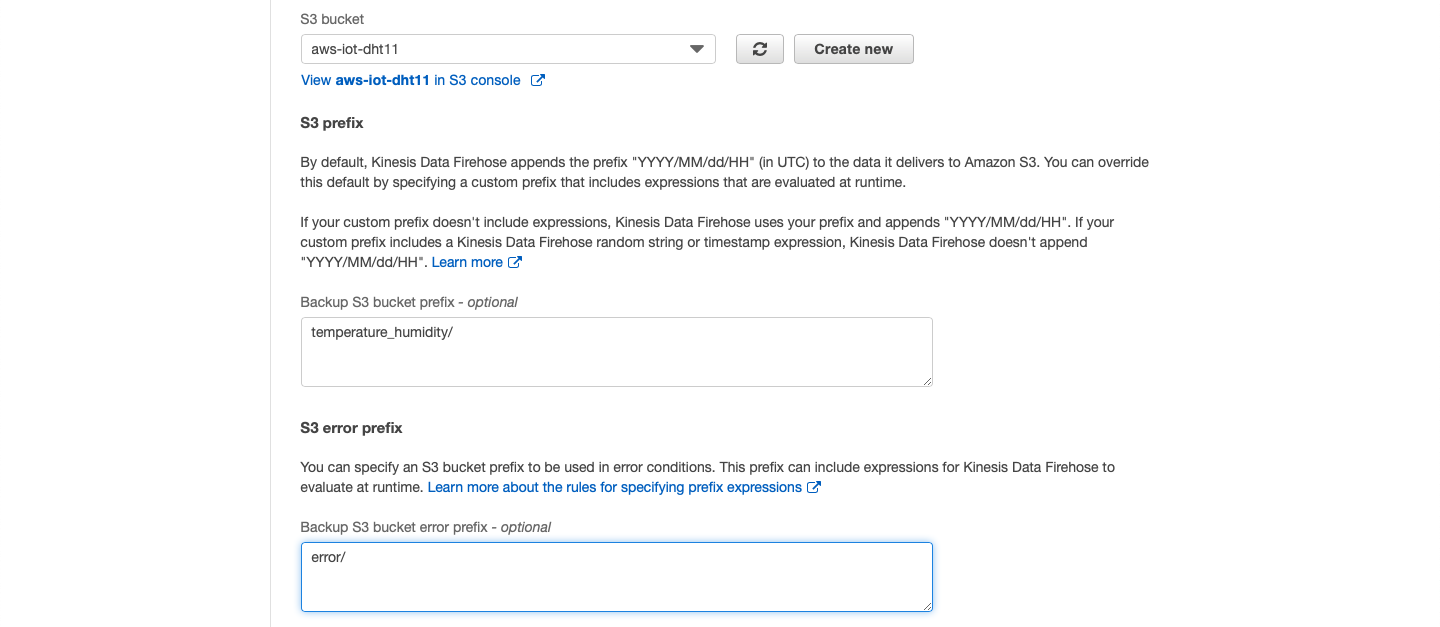 S3 bucket
aws-iot-dht11
Create new
View aws-iot-dht11 in S3 console
S3 prefix
By default, Kinesis Data Firehose appends the prefix "YYYY/MM/dd/HH" (in UTC) to the data it delivers to Amazon S3. You can override
this default by specifying a custom prefix that includes expressions that are evaluated at runtime.
If your custom prefix doesn't include expressions, Kinesis Data Firehose uses your prefix and appends "YYYY/MM/dd/HH". If your
custom prefix includes a Kinesis Data Firehose random string or timestamp expression, Kinesis Data Firehose doesn't append
"YYYY/MM/dd/HH". Learn more
Backup S3 bucket prefix - optional
temperature_humidity/
S3 error prefix
You can specify an S3 bucket prefix to be used in error conditions. This prefix can include expressions for Kinesis Data Firehose to
evaluate at runtime. Learn more about the rules for specifying prefix expressions
Backup S3 bucket error prefix - optional
error/